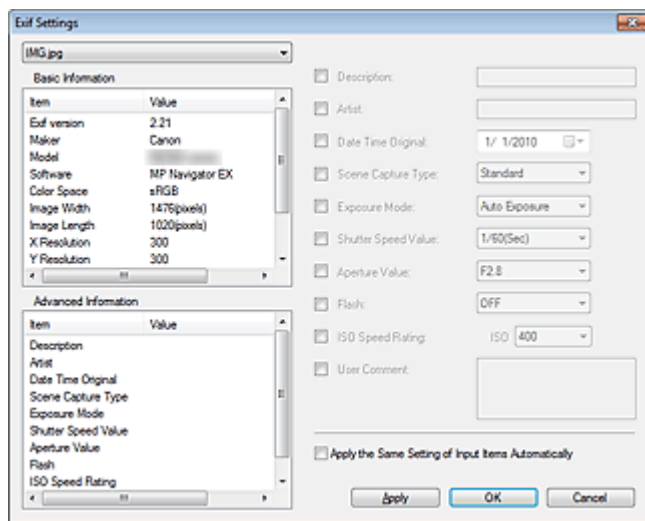 Exif Settings
IMG.jpg
Basic Information
Item Value
Exif version 2.21
Maker Canon
Model
Software MP Navigator EX
Color Space sRGB
Image Width 1476(pixels)
Image Length 1020(pixels)
X Resolution 300
Y Resolution 300
Advanced Information
Item Value
Description
Artist
Date Time Original
Scene Capture Type
Exposure Mode
Shutter Speed Value
Aperture Value
Flash
ISO Speed Rating
Description:
Artist:
Date Time Original: 1/ 1/2010
Scene Capture Type: Standard
Exposure Mode: Auto Exposure
Shutter Speed Value: 1/60(Sec)
Aperture Value: F2.8
Flash: OFF
ISO Speed Rating: ISO 400
User Comment:
Apply the Same Setting of Input Items Automatically
Apply OK Cancel